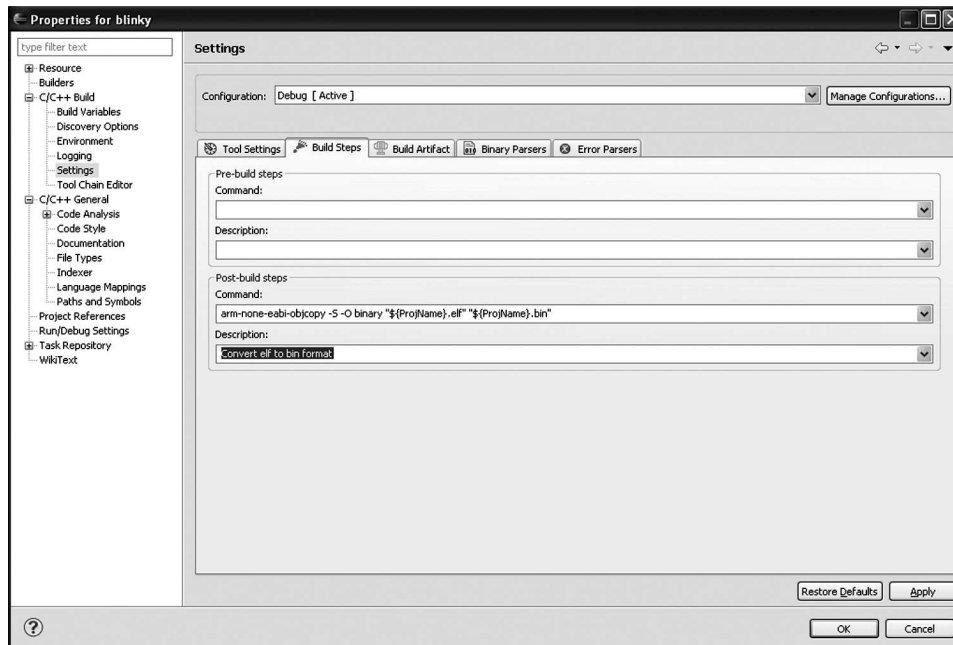 Properties for blinky
type filter text
Resource
Builders
C/C++ Build
Build Variables
Discovery Options
Environment
Logging
Settings
Tool Chain Editor
C/C++ General
Code Analysis
Code Style
Documentation
File Types
Indexer
Language Mappings
Paths and Symbols
Project References
Run/Debug Settings
Task Repository
WikiText
Settings
Configuration: Debug [ Active ] Manage Configurations...
Tool Settings Build Steps Build Artifact Binary Parsers Error Parsers
Pre-build steps
Command:
Description:
Post-build steps
Command:
arm-none-eabi-objcopy -S -O binary "${ProjName}.elf" "${ProjName}.bin"
Description:
Convert elf to bin format
Restore Defaults Apply
? OK Cancel